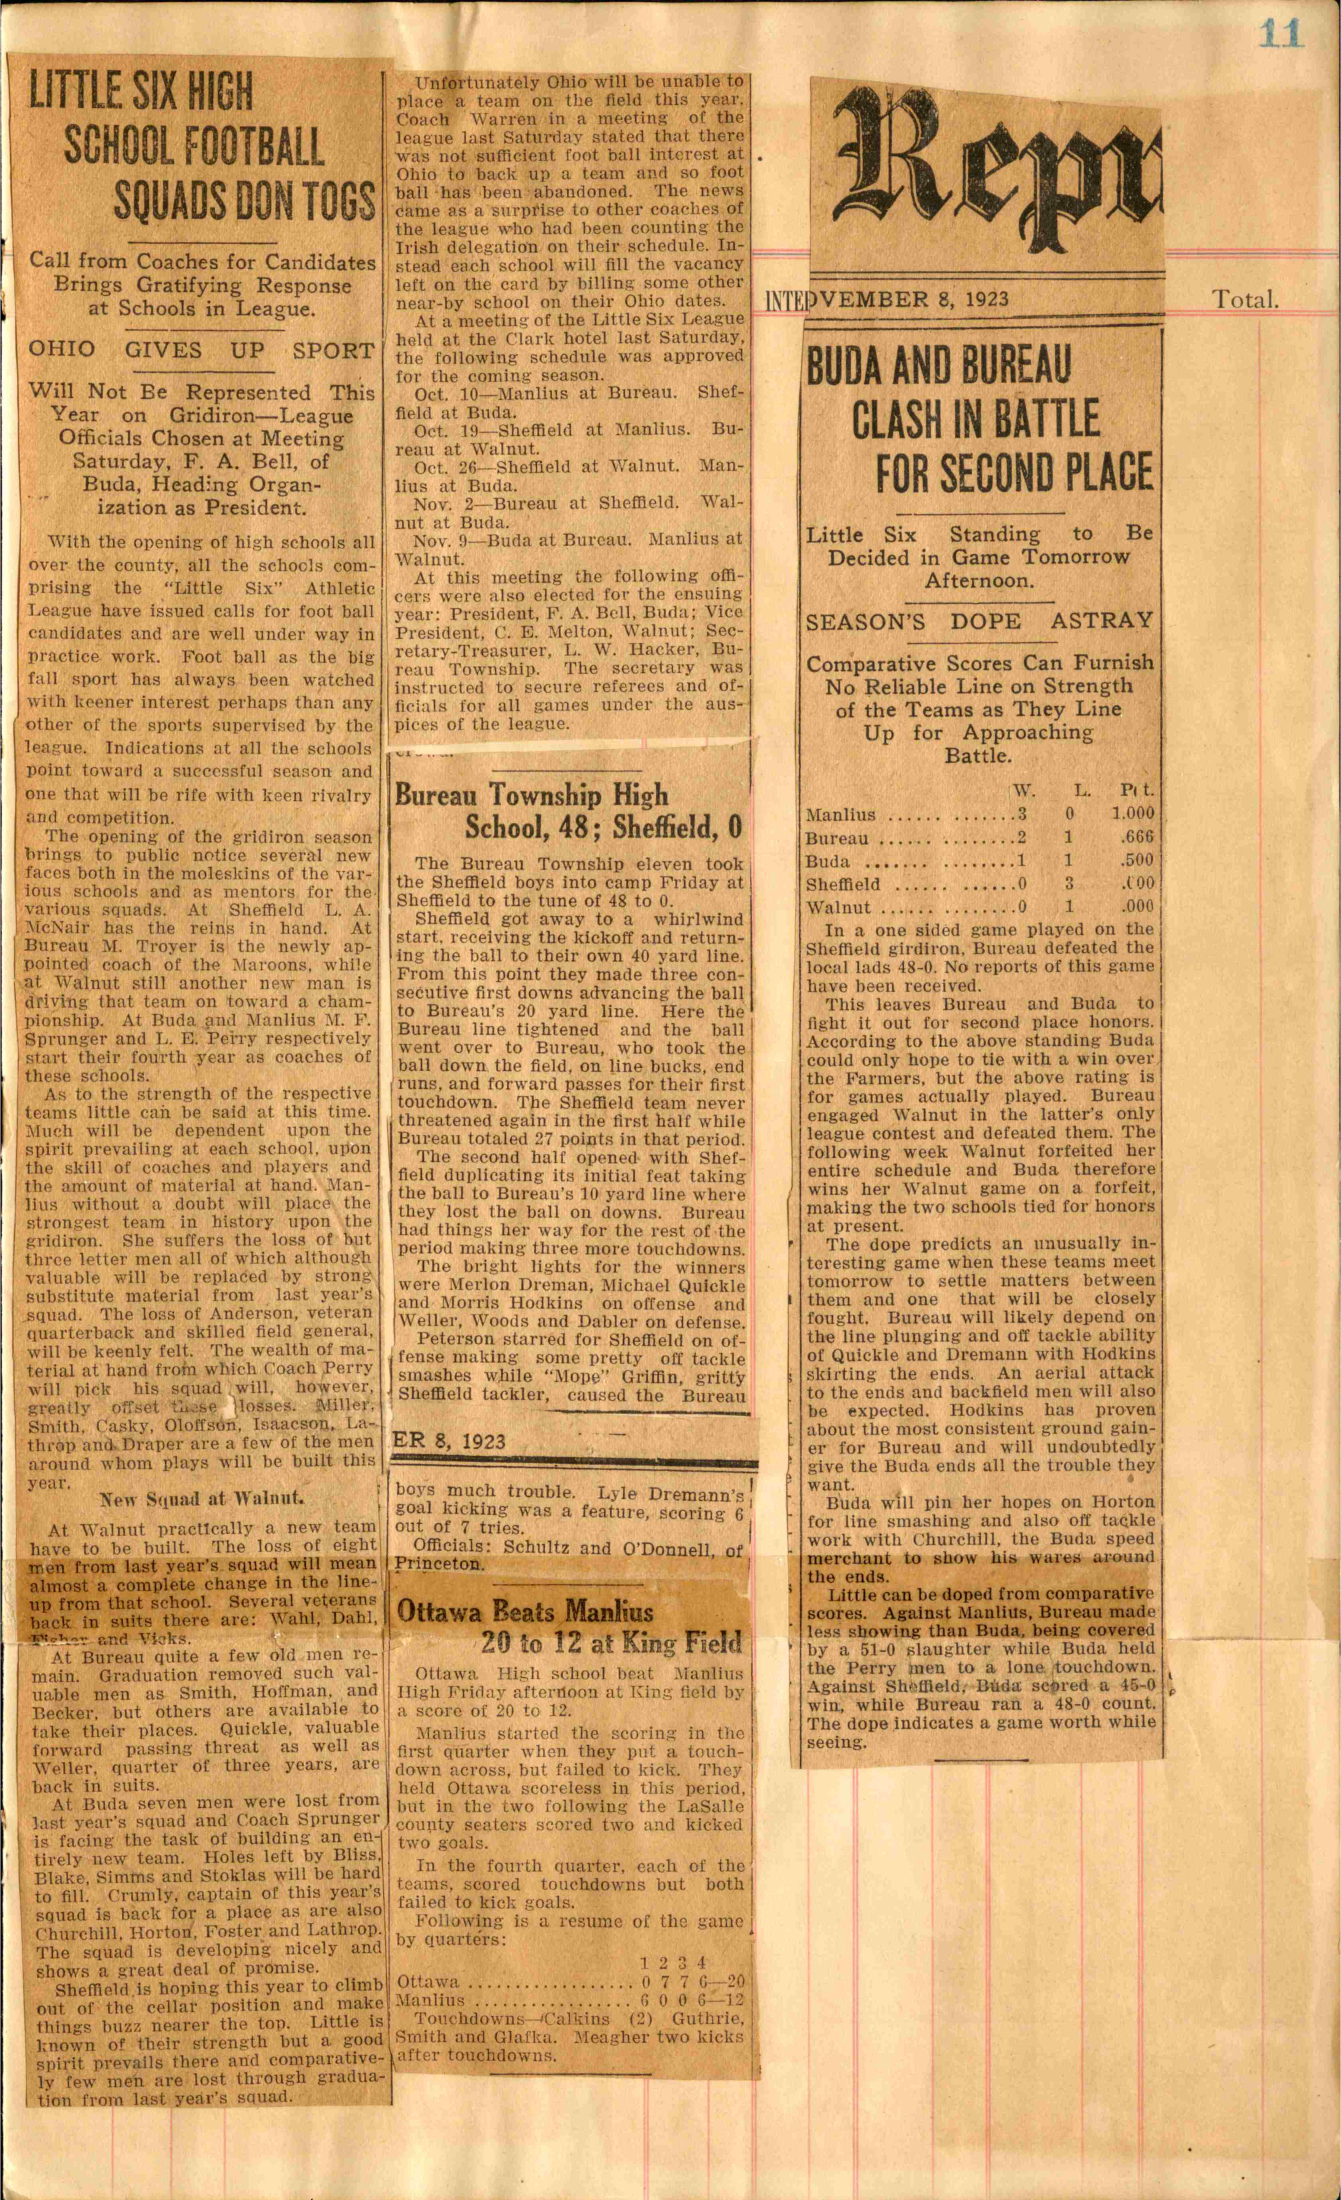 11
LITTLE SIX HIGH
SCHOOL FOOTBALL
SQUADS DON TOGS
Call from Coaches for Candidates
Brings Gratifying Response
at Schools in League.
OHIO GIVES UP SPORT
Will Not Be Represented This
Year on Gridiron—League
Officials Chosen at Meeting
Saturday, F. A. Bell, of
Buda, Heading Organ-
ization as President.
With the opening of high schools all
over the county, all the schools com-
prising the "Little Six" Athletic
League have issued calls for foot ball
candidates and are well under way in
practice work. Foot ball as the big
fall sport has always been watched
with keener interest perhaps than any
other of the sports supervised by the
league. Indications at all the schools
point toward a successful season and
one that will be rife with keen rivalry
and competition.
The opening of the gridiron season
brings to public notice several new
faces both in the moleskins of the var-
ious schools and as mentors for the
various squads. At Sheffield L. A.
McNair has the reins in hand. At
Bureau M. Troyer is the newly ap-
pointed coach of the Maroons, while
at Walnut still another new man is
driving that team on toward a cham-
pionship. At Buda and Manlius M. F.
Sprunger and L. E. Perry respectively
start their fourth year as coaches of
these schools.
As to the strength of the respective
teams little can be said at this time.
Much will be dependent upon the
spirit prevailing at each school, upon
the skill of coaches and players and
the amount of material at hand. Man-
lius without a doubt will place the
strongest team in history upon the
gridiron. She suffers the loss of but
three letter men all of which although
valuable will be replaced by strong
substitute material from last year's
squad. The loss of Anderson, veteran
quarterback and skilled field general,
will be keenly felt. The wealth of ma-
terial at hand from which Coach Perry
will pick his squad will, however,
greatly offset these losses. Miller,
Smith, Casky, Oloffson, Isaacson, La-
throp and Draper are a few of the men
around whom plays will be built this
year.
New Squad at Walnut.
At Walnut practically a new team
have to be built. The loss of eight
men from last year's squad will mean
almost a complete change in the line-
up from that school. Several veterans
back in suits there are: Wahl, Dahl,
and Vicks.
At Bureau quite a few old men re-
main. Graduation removed such val-
uable men as Smith, Hoffman, and
Becker, but others are available to
take their places. Quickle, valuable
forward passing threat as well as
Weller, quarter of three years, are
back in suits.
At Buda seven men were lost from
last year's squad and Coach Sprunger
is facing the task of building an en-
tirely new team. Holes left by Bliss,
Blake, Simms and Stoklas will be hard
to fill. Crumly, captain of this year's
squad is back for a place as are also
Churchill, Horton, Foster and Lathrop.
The squad is developing nicely and
shows a great deal of promise.
Sheffield is hoping this year to climb
out of the cellar position and make
things buzz nearer the top. Little is
known of their strength but a good
spirit prevails there and comparative-
ly few men are lost through gradua-
tion from last year's squad.
Unfortunately Ohio will be unable to
place a team on the field this year.
Coach Warren in a meeting of the
league last Saturday stated that there
was not sufficient foot ball interest at
Ohio to back up a team and so foot
ball has been abandoned. The news
came as a surprise to other coaches of
the league who had been counting the
Irish delegation on their schedule. In-
stead each school will fill the vacancy
left on the card by billing some other
near-by school on their Ohio dates.
At a meeting of the Little Six League
held at the Clark hotel last Saturday,
the following schedule was approved
for the coming season.
Oct. 10—Manlius at Bureau. Shef-
field at Buda.
Oct. 19—Sheffield at Manlius. Bu-
reau at Walnut.
Oct. 26—Sheffield at Walnut. Man-
lius at Buda.
Nov. 2—Bureau at Sheffield. Wal-
nut at Buda.
Nov. 9—Buda at Bureau. Manlius at
Walnut.
At this meeting the following offi-
cers were also elected for the ensuing
year: President, F. A. Bell, Buda; Vice
President, C. E. Melton, Walnut; Sec-
retary-Treasurer, L. W. Hacker, Bu-
reau Township. The secretary was
instructed to secure referees and of-
ficials for all games under the aus-
pices of the league.
Bureau Township High
School, 48; Sheffield, 0
The Bureau Township eleven took
the Sheffield boys into camp Friday at
Sheffield to the tune of 48 to 0.
Sheffield got away to a whirlwind
start, receiving the kickoff and return-
ing the ball to their own 40 yard line.
From this point they made three con-
secutive first downs advancing the ball
to Bureau's 20 yard line. Here the
Bureau line tightened and the ball
went over to Bureau, who took the
ball down the field, on line bucks, end
runs, and forward passes for their first
touchdown. The Sheffield team never
threatened again in the first half while
Bureau totaled 27 points in that period.
The second half opened with Shef-
field duplicating its initial feat taking
the ball to Bureau's 10 yard line where
they lost the ball on downs. Bureau
had things her way for the rest of the
period making three more touchdowns.
The bright lights for the winners
were Merlon Dreman, Michael Quickle
and Morris Hodkins on offense and
Weller, Woods and Dabler on defense.
Peterson starred for Sheffield on of-
fense making some pretty off tackle
smashes while "Mope" Griffin, gritty
Sheffield tackler, caused the Bureau
ER 8, 1923
boys much trouble. Lyle Dremann's
goal kicking was a feature, scoring 6
out of 7 tries.
Officials: Schultz and O'Donnell, of
Princeton.
Ottawa Beats Manlius
20 to 12 at King Field
Ottawa High school beat Manlius
High Friday afternoon at King field by
a score of 20 to 12.
Manlius started the scoring in the
first quarter when they put a touch-
down across, but failed to kick. They
held Ottawa scoreless in this period,
but in the two following the LaSalle
county seaters scored two and kicked
two goals.
In the fourth quarter, each of the
teams, scored touchdowns but both
failed to kick goals.
Following is a resume of the game
by quarters:
1 2 3 4
Ottawa .................. 0 7 7 6—20
Manlius ................. 6 0 0 6—12
Touchdowns—Calkins (2) Guthrie,
Smith and Glafka. Meagher two kicks
after touchdowns.
Repu
INTE
OVEMBER 8, 1923
Total.
BUDA AND BUREAU
CLASH IN BATTLE
FOR SECOND PLACE
Little Six Standing to Be
Decided in Game Tomorrow
Afternoon.
SEASON'S DOPE ASTRAY
Comparative Scores Can Furnish
No Reliable Line on Strength
of the Teams as They Line
Up for Approaching
Battle.
W. L. Pct.
Manlius ...... .......3 0 1.000
Bureau ...... ........2 1 .666
Buda ....... ........1 1 .500
Sheffield ...... ......0 3 .000
Walnut ...... ........0 1 .000
In a one sided game played on the
Sheffield girdiron, Bureau defeated the
local lads 48-0. No reports of this game
have been received.
This leaves Bureau and Buda to
fight it out for second place honors.
According to the above standing Buda
could only hope to tie with a win over
the Farmers, but the above rating is
for games actually played. Bureau
engaged Walnut in the latter's only
league contest and defeated them. The
following week Walnut forfeited her
entire schedule and Buda therefore
wins her Walnut game on a forfeit,
making the two schools tied for honors
at present.
The dope predicts an unusually in-
teresting game when these teams meet
tomorrow to settle matters between
them and one that will be closely
fought. Bureau will likely depend on
the line plunging and off tackle ability
of Quickle and Dremann with Hodkins
skirting the ends. An aerial attack
to the ends and backfield men will also
be expected. Hodkins has proven
about the most consistent ground gain-
er for Bureau and will undoubtedly
give the Buda ends all the trouble they
want.
Buda will pin her hopes on Horton
for line smashing and also off tackle
work with Churchill, the Buda speed
merchant to show his wares around
the ends.
Little can be doped from comparative
scores. Against Manlius, Bureau made
less showing than Buda, being covered
by a 51-0 slaughter while Buda held
the Perry men to a lone touchdown.
Against Sheffield, Buda scored a 45-0
win, while Bureau ran a 48-0 count.
The dope indicates a game worth while
seeing.